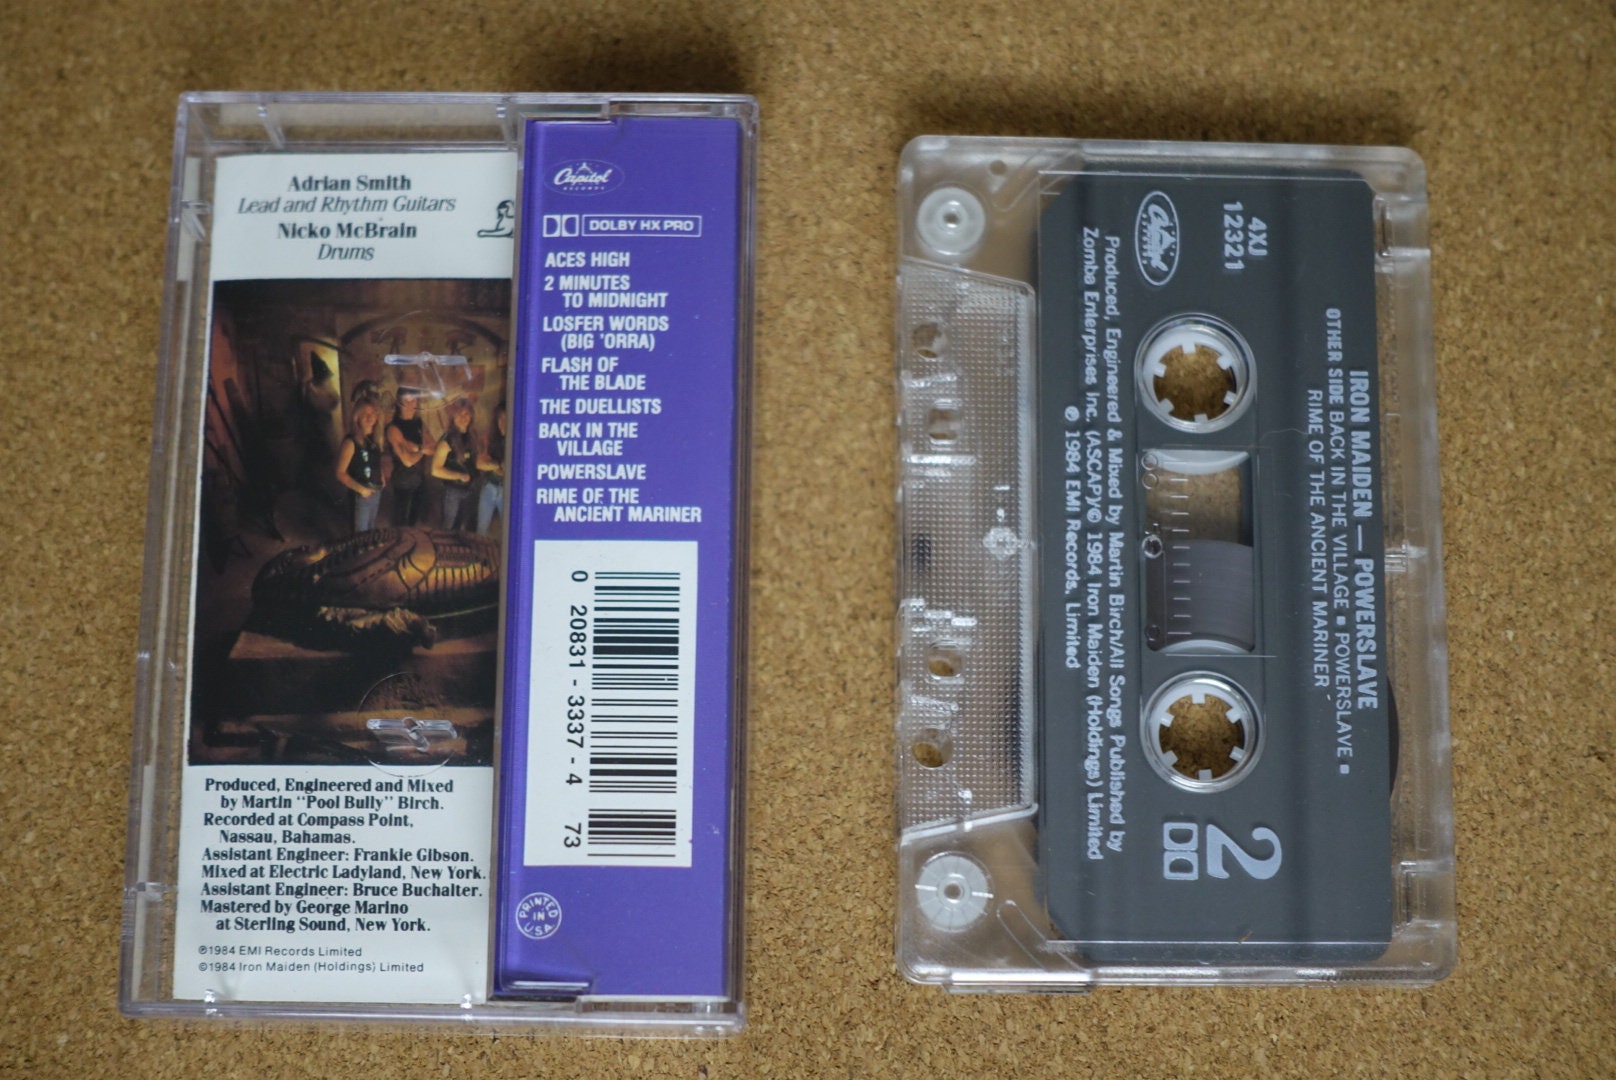 Adrian Smith
Lead and Rhythm Guitars
Nicko McBrain
Drums
Produced, Engineered and Mixed
by Martin "Pool Bully" Birch.
Recorded at Compass Point,
Nassau, Bahamas.
Assistant Engineer: Frankie Gibson.
Mixed at Electric Ladyland, New York.
Assistant Engineer: Bruce Buchalter.
Mastered by George Marino
at Sterling Sound, New York.
℗1984 EMI Records Limited
©1984 Iron Maiden (Holdings) Limited
Capitol
RECORDS
DOLBY HX PRO
ACES HIGH
2 MINUTES
TO MIDNIGHT
LOSFER WORDS
(BIG 'ORRA)
FLASH OF
THE BLADE
THE DUELLISTS
BACK IN THE
VILLAGE
POWERSLAVE
RIME OF THE
ANCIENT MARINER
0 20831-3337-4 73
PRINTED
IN
U.S.A.
IRON MAIDEN — POWERSLAVE
OTHER SIDE BACK IN THE VILLAGE ■ POWERSLAVE ■
RIME OF THE ANCIENT MARINER
4XJ
12321
2
Capitol
RECORDS
Produced, Engineered & Mixed by Martin Birch/All Songs Published by
Zomba Enterprises Inc. (ASCAP)/© 1984 Iron Maiden (Holdings) Limited
℗ 1984 EMI Records, Limited